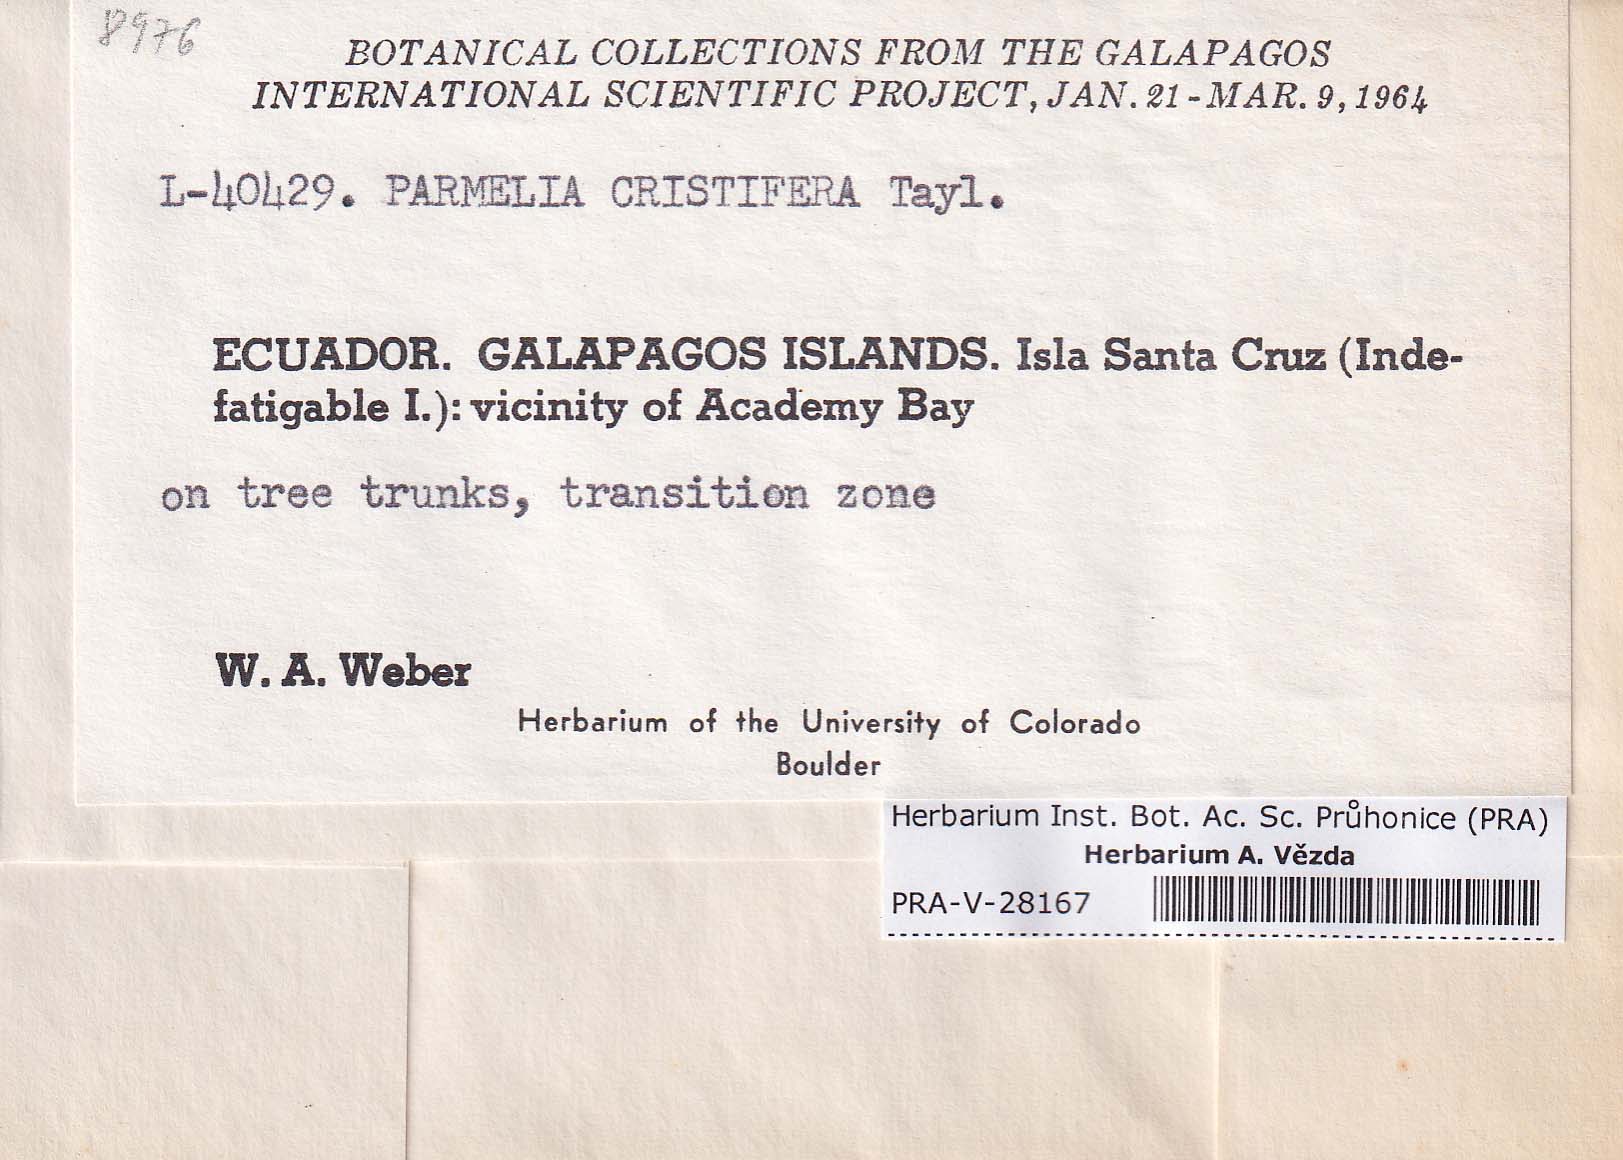 8976
BOTANICAL COLLECTIONS FROM THE GALAPAGOS
INTERNATIONAL SCIENTIFIC PROJECT, JAN. 21 - MAR. 9, 1964
L-40429. PARMELIA CRISTIFERA Tayl.
ECUADOR. GALAPAGOS ISLANDS. Isla Santa Cruz (Inde-
fatigable I.): vicinity of Academy Bay
on tree trunks, transition zone
W. A. Weber
Herbarium of the University of Colorado
Boulder
Herbarium Inst. Bot. Ac. Sc. Průhonice (PRA)
Herbarium A. Vězda
PRA-V-28167